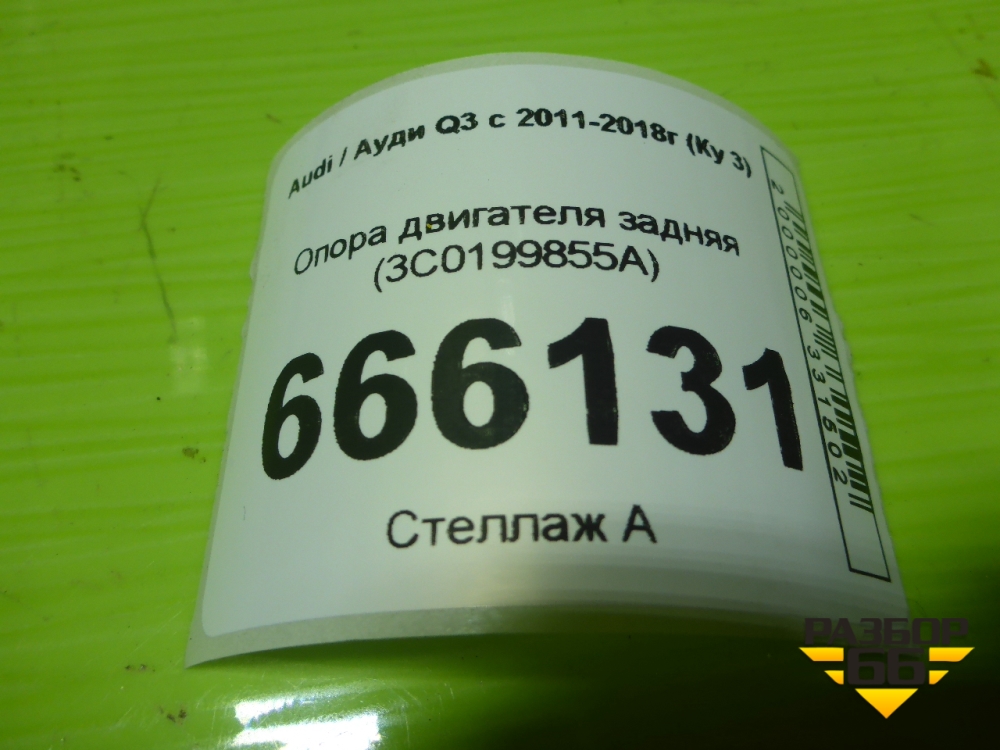 Audi / Ауди Q3 с 2011-2018г (Ку 3)
Опора двигателя задняя
(3C0199855A)
666131
Стеллаж А
2000006331602
РАЗБОР
66